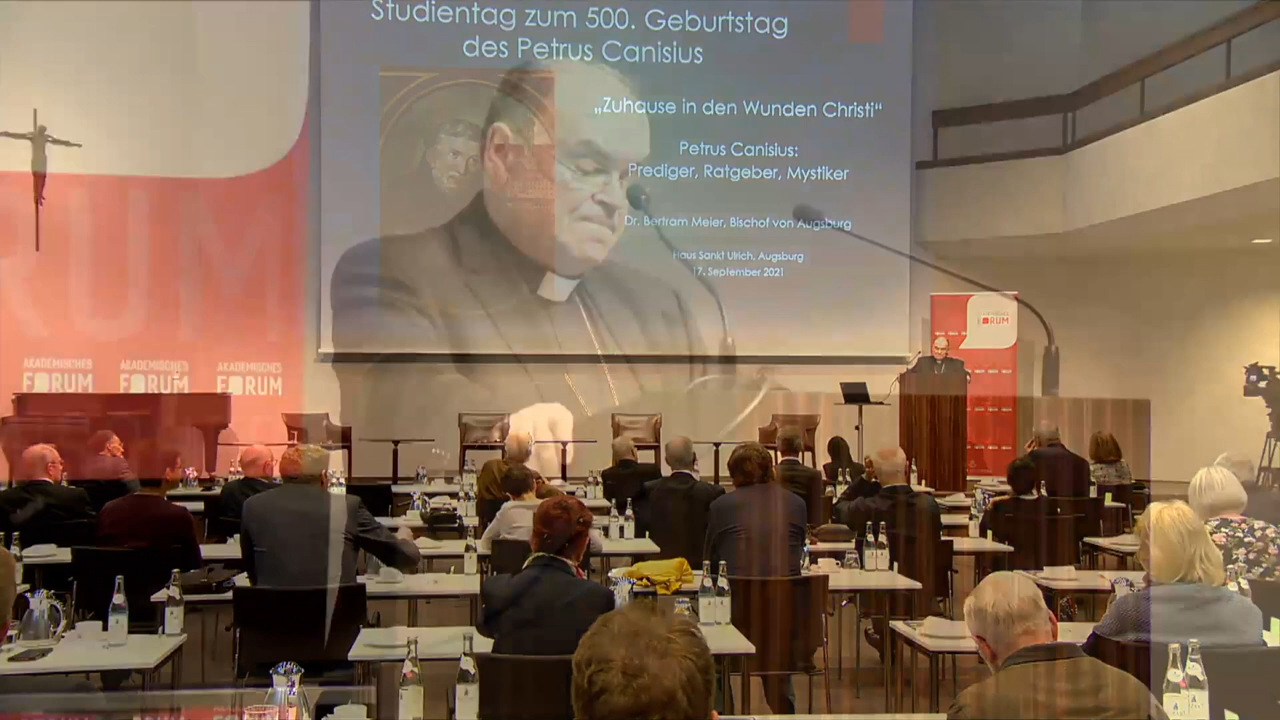 Studientag zum 500. Geburtstag
des Petrus Canisius
„Zuhause in den Wunden Christi“
Petrus Canisius:
Prediger, Ratgeber, Mystiker
Dr. Bertram Meier, Bischof von Augsburg
Haus Sankt Ulrich, Augsburg
17. September 2021
RUM
AKADEMISCHES
FORUM
AKADEMISCHES
FORUM
AKADEMISCHES
FORUM
FORUM